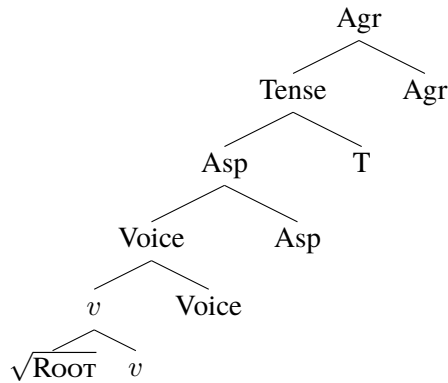 Agr
Tense Agr
Asp T
Voice Asp
v Voice
√ROOT v